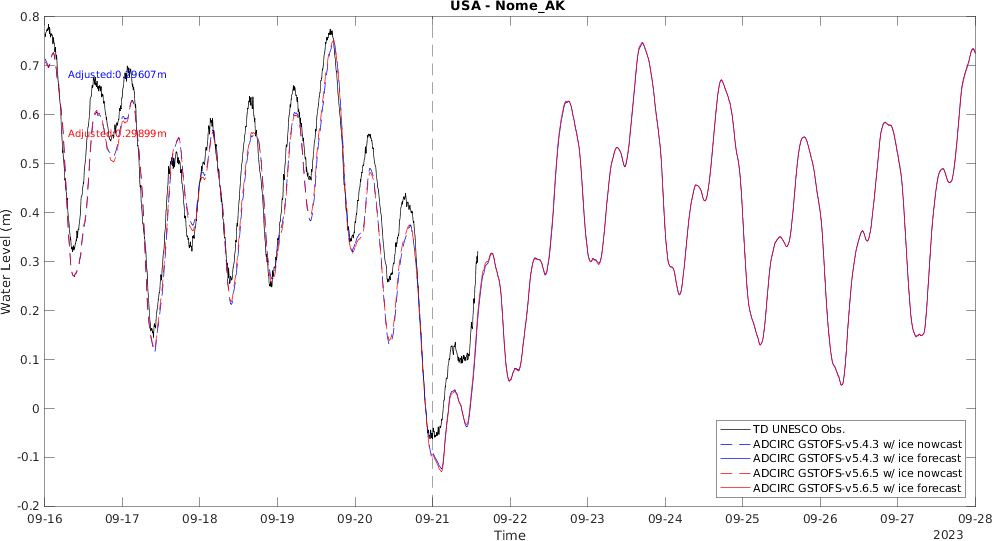 USA - Nome_AK
0.8
0.7
0.6
0.5
0.4
0.3
0.2
0.1
0
-0.1
-0.2
Water Level (m)
Adjusted:0.29899m
TD UNESCO Obs.
ADCIRC GSTOFS-v5.4.3 w/ ice nowcast
ADCIRC GSTOFS-v5.4.3 w/ ice forecast
ADCIRC GSTOFS-v5.6.5 w/ ice nowcast
ADCIRC GSTOFS-v5.6.5 w/ ice forecast
09-16 09-17 09-18 09-19 09-20 09-21 09-22 09-23 09-24 09-25 09-26 09-27 09-28
Time
2023